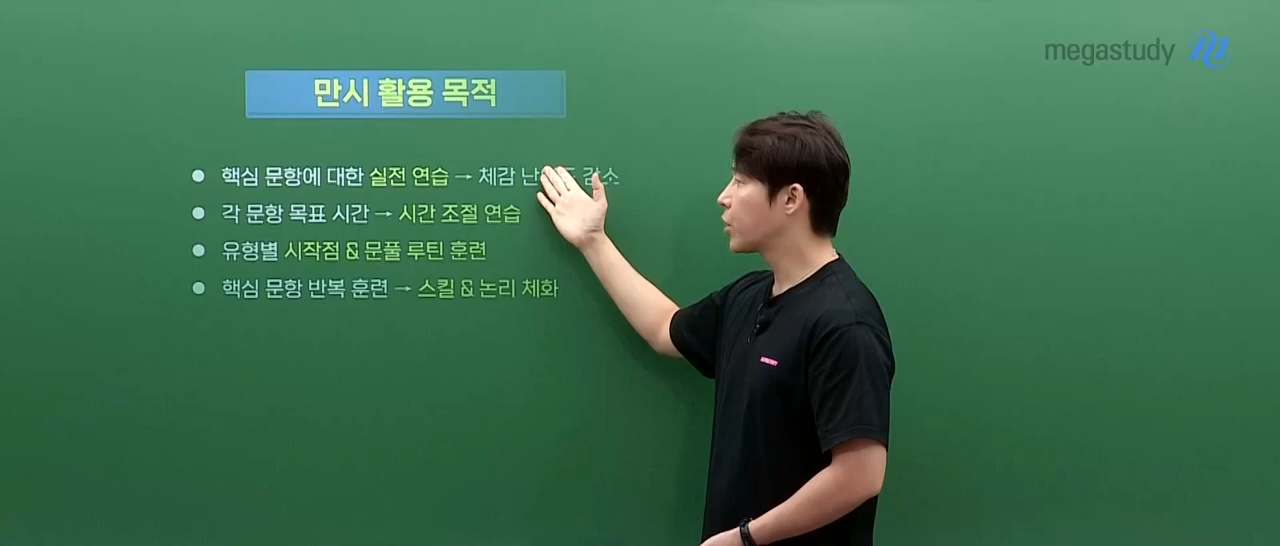 megastudy
만시 활용 목적
● 핵심 문항에 대한 실전 연습 → 체감 감소
● 각 문항 목표 시간 → 시간 조절 연습
● 유형별 시작점 & 문풀 루틴 훈련
● 핵심 문항 반복 훈련 → 스킬 & 논리 체화